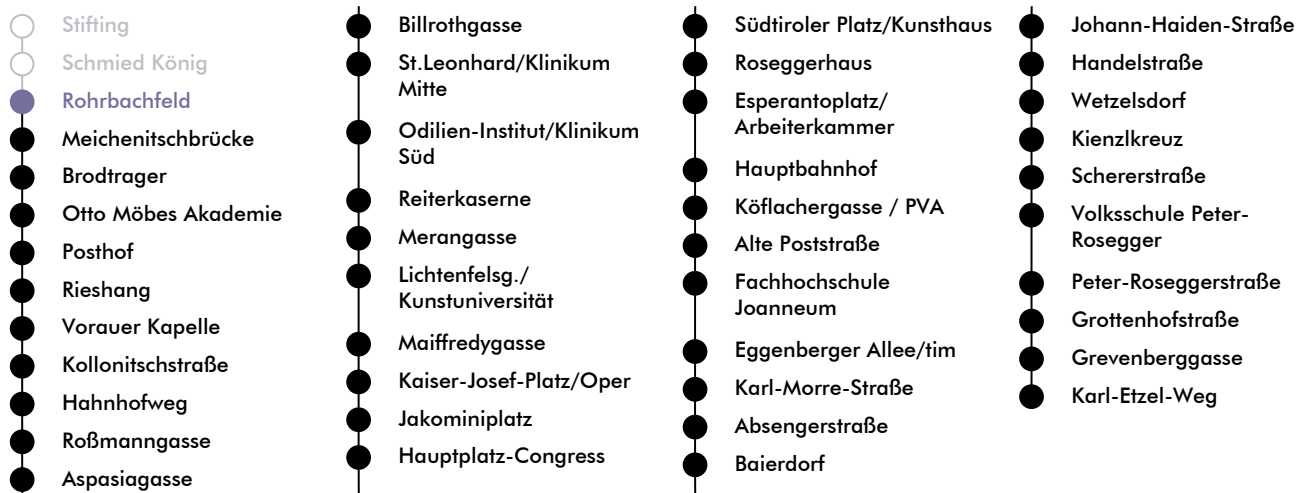 Stifting
Schmied König
Rohrbachfeld
Meichenitschbrücke
Brodtrager
Otto Möbes Akademie
Posthof
Rieshang
Vorauer Kapelle
Kollonitschstraße
Hahnhofweg
Roßmanngasse
Aspasiagasse
Billrothgasse
St.Leonhard/Klinikum
Mitte
Odilien-Institut/Klinikum
Süd
Reiterkaserne
Merangasse
Lichtenfelsg./
Kunstuniversität
Maiffredygasse
Kaiser-Josef-Platz/Oper
Jakominiplatz
Hauptplatz-Congress
Südtiroler Platz/Kunsthaus
Roseggerhaus
Esperantoplatz/
Arbeiterkammer
Hauptbahnhof
Köflachergasse / PVA
Alte Poststraße
Fachhochschule
Joanneum
Eggenberger Allee/tim
Karl-Morre-Straße
Absengerstraße
Baierdorf
Johann-Haiden-Straße
Handelstraße
Wetzelsdorf
Kienzlkreuz
Schererstraße
Volksschule Peter-
Rosegger
Peter-Roseggerstraße
Grottenhofstraße
Grevenberggasse
Karl-Etzel-Weg